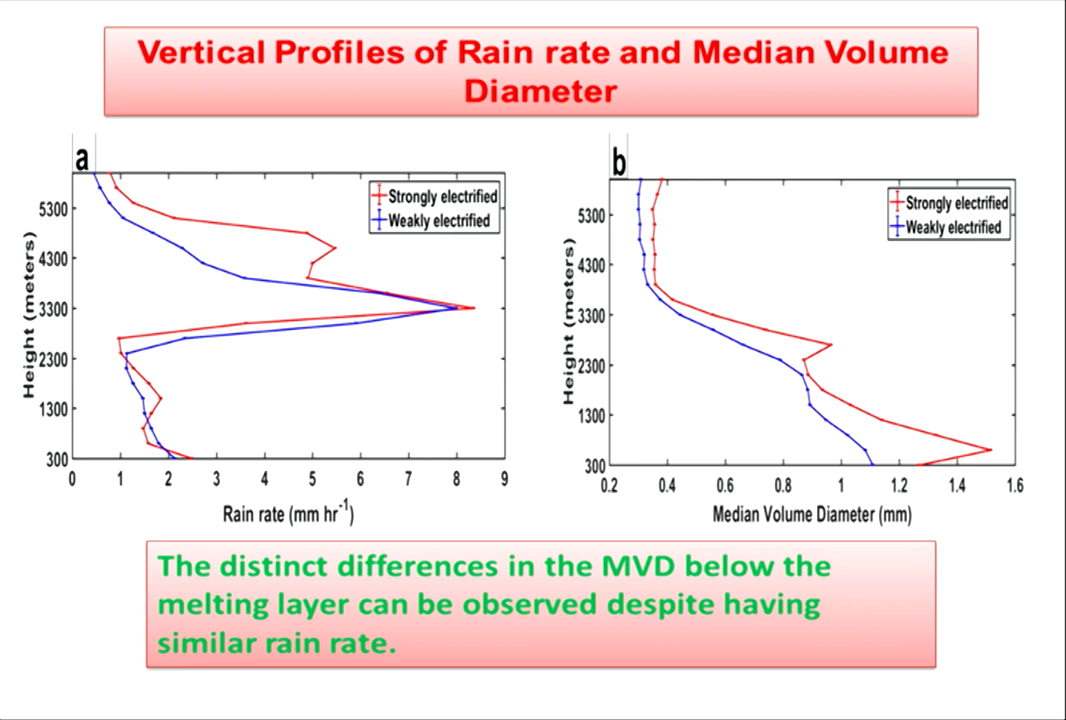 Vertical Profiles of Rain rate and Median Volume
Diameter
a
Strongly electrified
Weakly electrified
5300
4300
3300
2300
1300
300
Height (meters)
0 1 2 3 4 5 6 7 8 9
Rain rate (mm hr⁻¹)
b
Strongly electrified
Weakly electrified
5300
4300
3300
2300
1300
300
Height (meters)
0.2 0.4 0.6 0.8 1 1.2 1.4 1.6
Median Volume Diameter (mm)
The distinct differences in the MVD below the
melting layer can be observed despite having
similar rain rate.